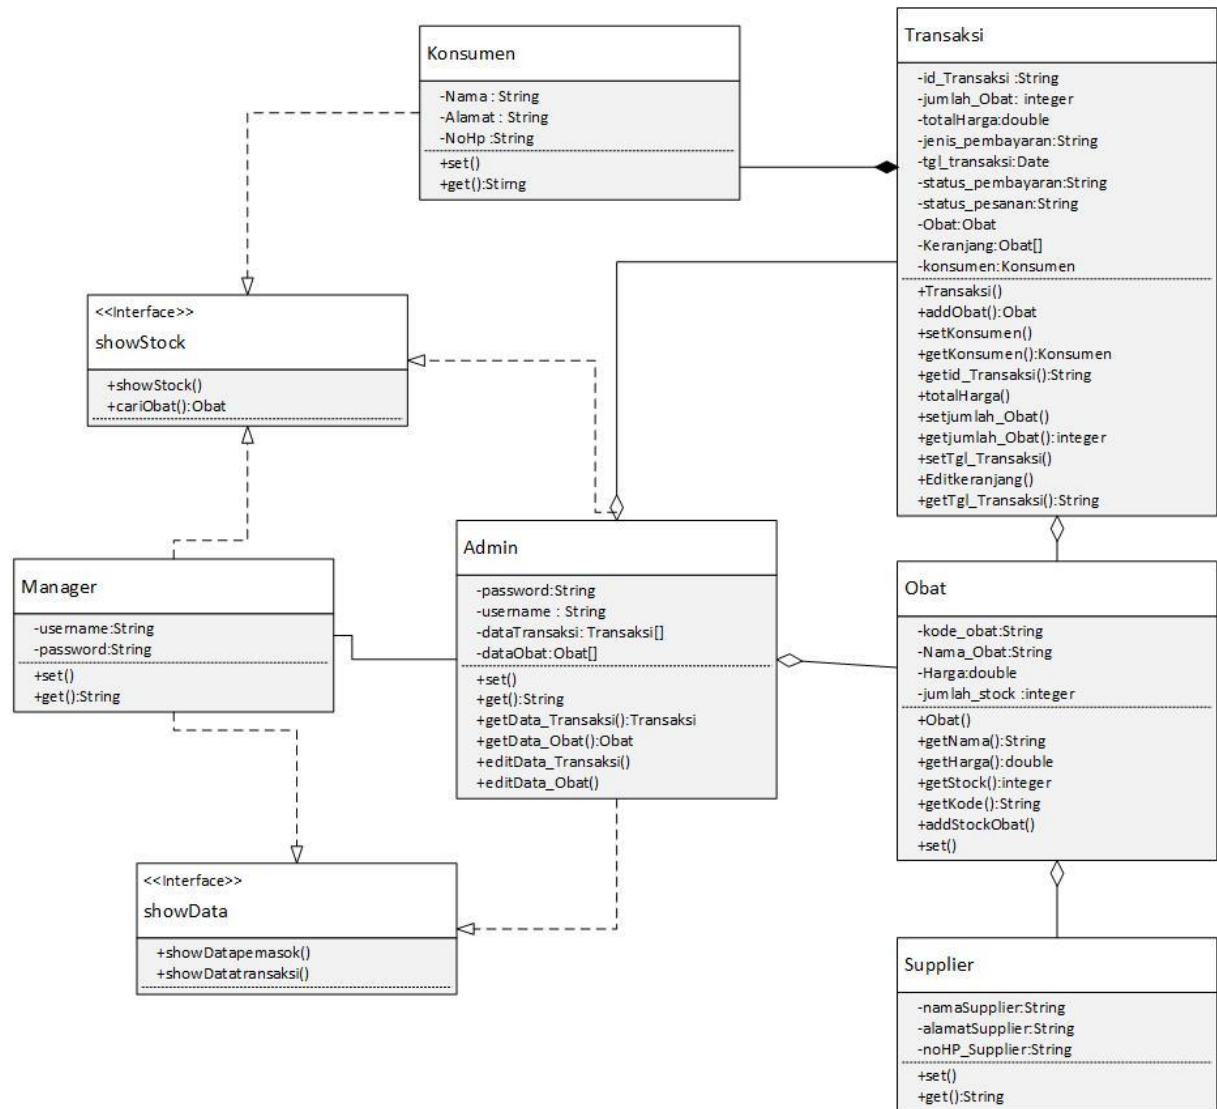 Konsumen
-Nama : String
-Alamat : String
-NoHp :String
+set()
+get():Stirng
Transaksi
-id_Transaksi :String
-jumlah_Obat: integer
-totalHarga:double
-jenis_pembayaran:String
-tgl_transaksi:Date
-status_pembayaran:String
-status_pesanan:String
-Obat:Obat
-Keranjang:Obat[]
-konsumen:Konsumen
+Transaksi()
+addObat():Obat
+setKonsumen()
+getKonsumen():Konsumen
+getid_Transaksi():String
+totalHarga()
+setjumlah_Obat()
+getjumlah_Obat():integer
+setTgl_Transaksi()
+Editkeranjang()
+getTgl_Transaksi():String
<<Interface>>
showStock
+showStock()
+cariObat():Obat
Manager
-username:String
-password:String
+set()
+get():String
Admin
-password:String
-username : String
-dataTransaksi: Transaksi[]
-dataObat:Obat[]
+set()
+get():String
+getData_Transaksi():Transaksi
+getData_Obat():Obat
+editData_Transaksi()
+editData_Obat()
Obat
-kode_obat:String
-Nama_Obat:String
-Harga:double
-jumlah_stock :integer
+Obat()
+getNama():String
+getHarga():double
+getStock():integer
+getKode():String
+addStockObat()
+set()
<<Interface>>
showData
+showDatapemasok()
+showDatatransaksi()
Supplier
-namaSupplier:String
-alamatSupplier:String
-noHP_Supplier:String
+set()
+get():String